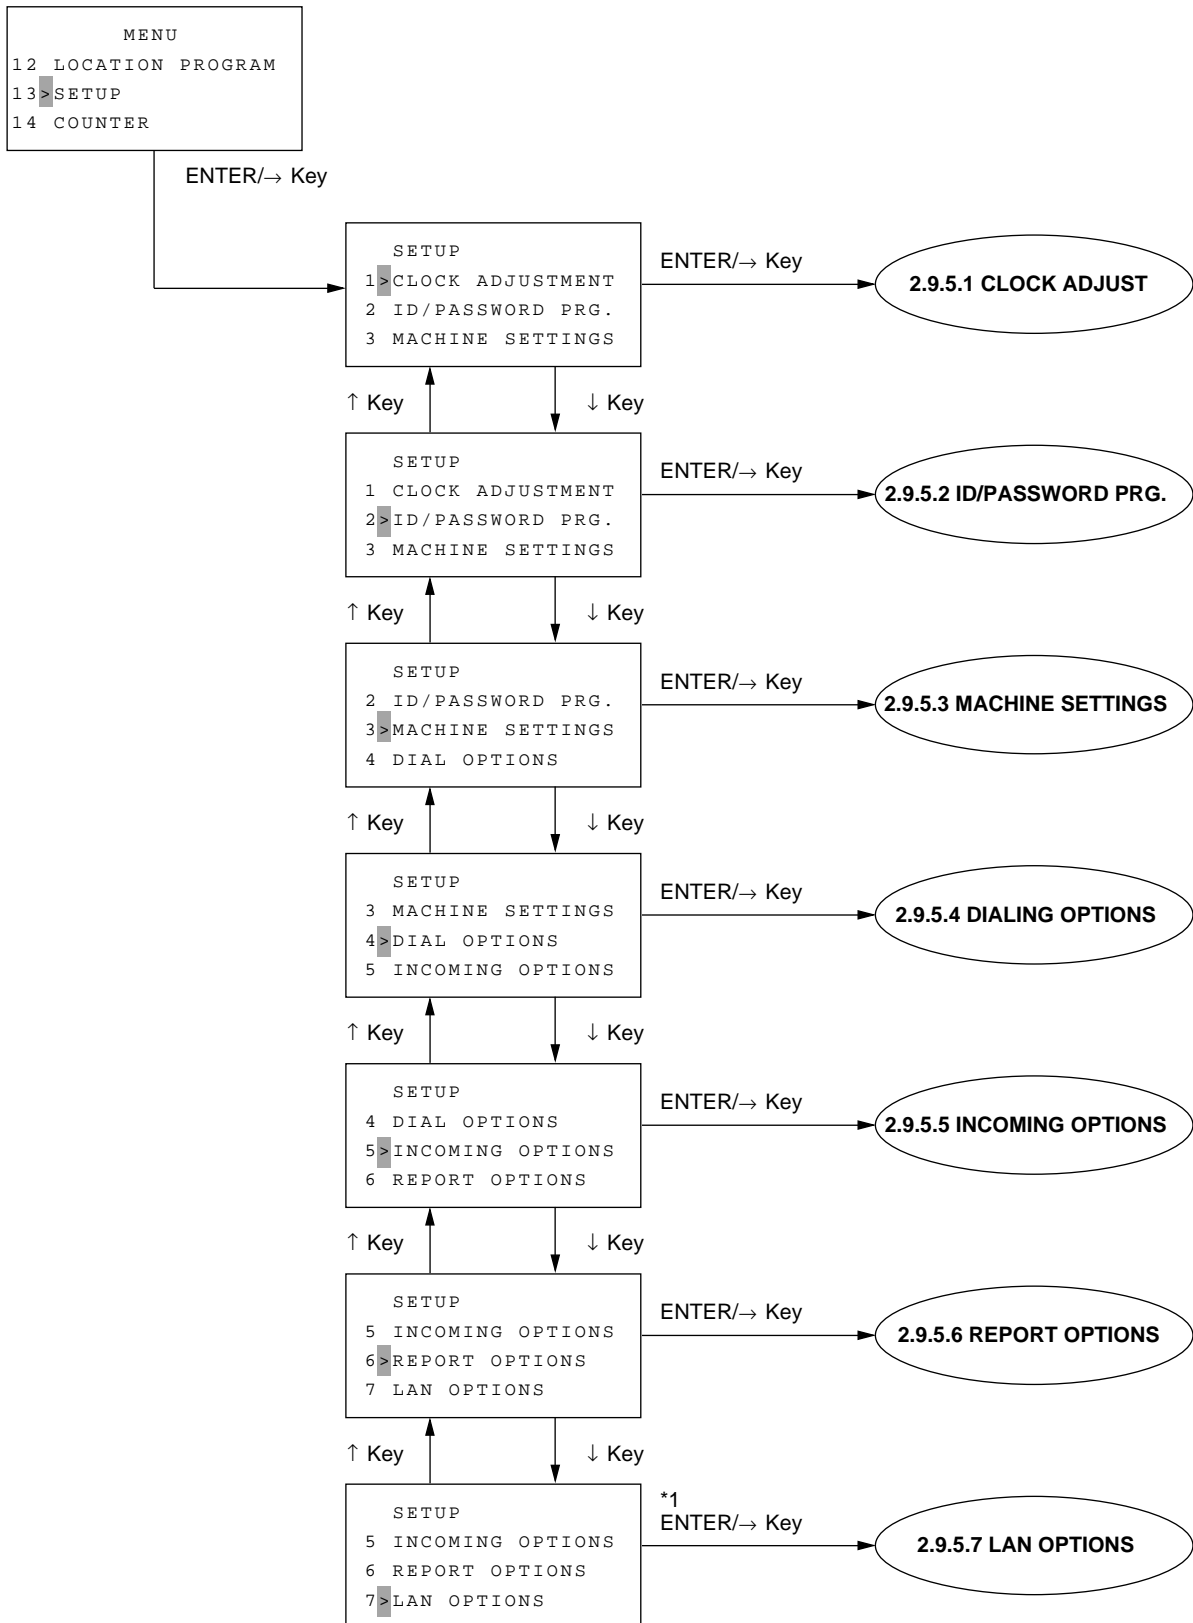 MENU
12 LOCATION PROGRAM
13>SETUP
14 COUNTER
ENTER/→ Key
SETUP
1>CLOCK ADJUSTMENT
2 ID/PASSWORD PRG.
3 MACHINE SETTINGS
ENTER/→ Key
2.9.5.1 CLOCK ADJUST
↑ Key
↓ Key
SETUP
1 CLOCK ADJUSTMENT
2>ID/PASSWORD PRG.
3 MACHINE SETTINGS
ENTER/→ Key
2.9.5.2 ID/PASSWORD PRG.
↑ Key
↓ Key
SETUP
2 ID/PASSWORD PRG.
3>MACHINE SETTINGS
4 DIAL OPTIONS
ENTER/→ Key
2.9.5.3 MACHINE SETTINGS
↑ Key
↓ Key
SETUP
3 MACHINE SETTINGS
4>DIAL OPTIONS
5 INCOMING OPTIONS
ENTER/→ Key
2.9.5.4 DIALING OPTIONS
↑ Key
↓ Key
SETUP
4 DIAL OPTIONS
5>INCOMING OPTIONS
6 REPORT OPTIONS
ENTER/→ Key
2.9.5.5 INCOMING OPTIONS
↑ Key
↓ Key
SETUP
5 INCOMING OPTIONS
6>REPORT OPTIONS
7 LAN OPTIONS
ENTER/→ Key
2.9.5.6 REPORT OPTIONS
↑ Key
↓ Key
SETUP
5 INCOMING OPTIONS
6 REPORT OPTIONS
7>LAN OPTIONS
*1
ENTER/→ Key
2.9.5.7 LAN OPTIONS